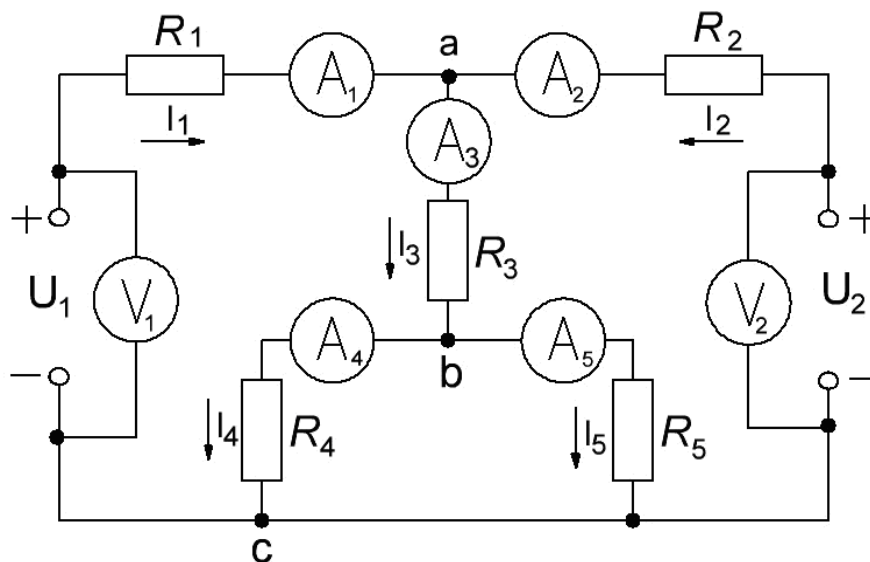 R1 A1 a A2 R2
I1 I2
A3
+ I3 R3 +
U1 V1 V2 U2
A4 b A5
− −
I4 R4 I5 R5
c